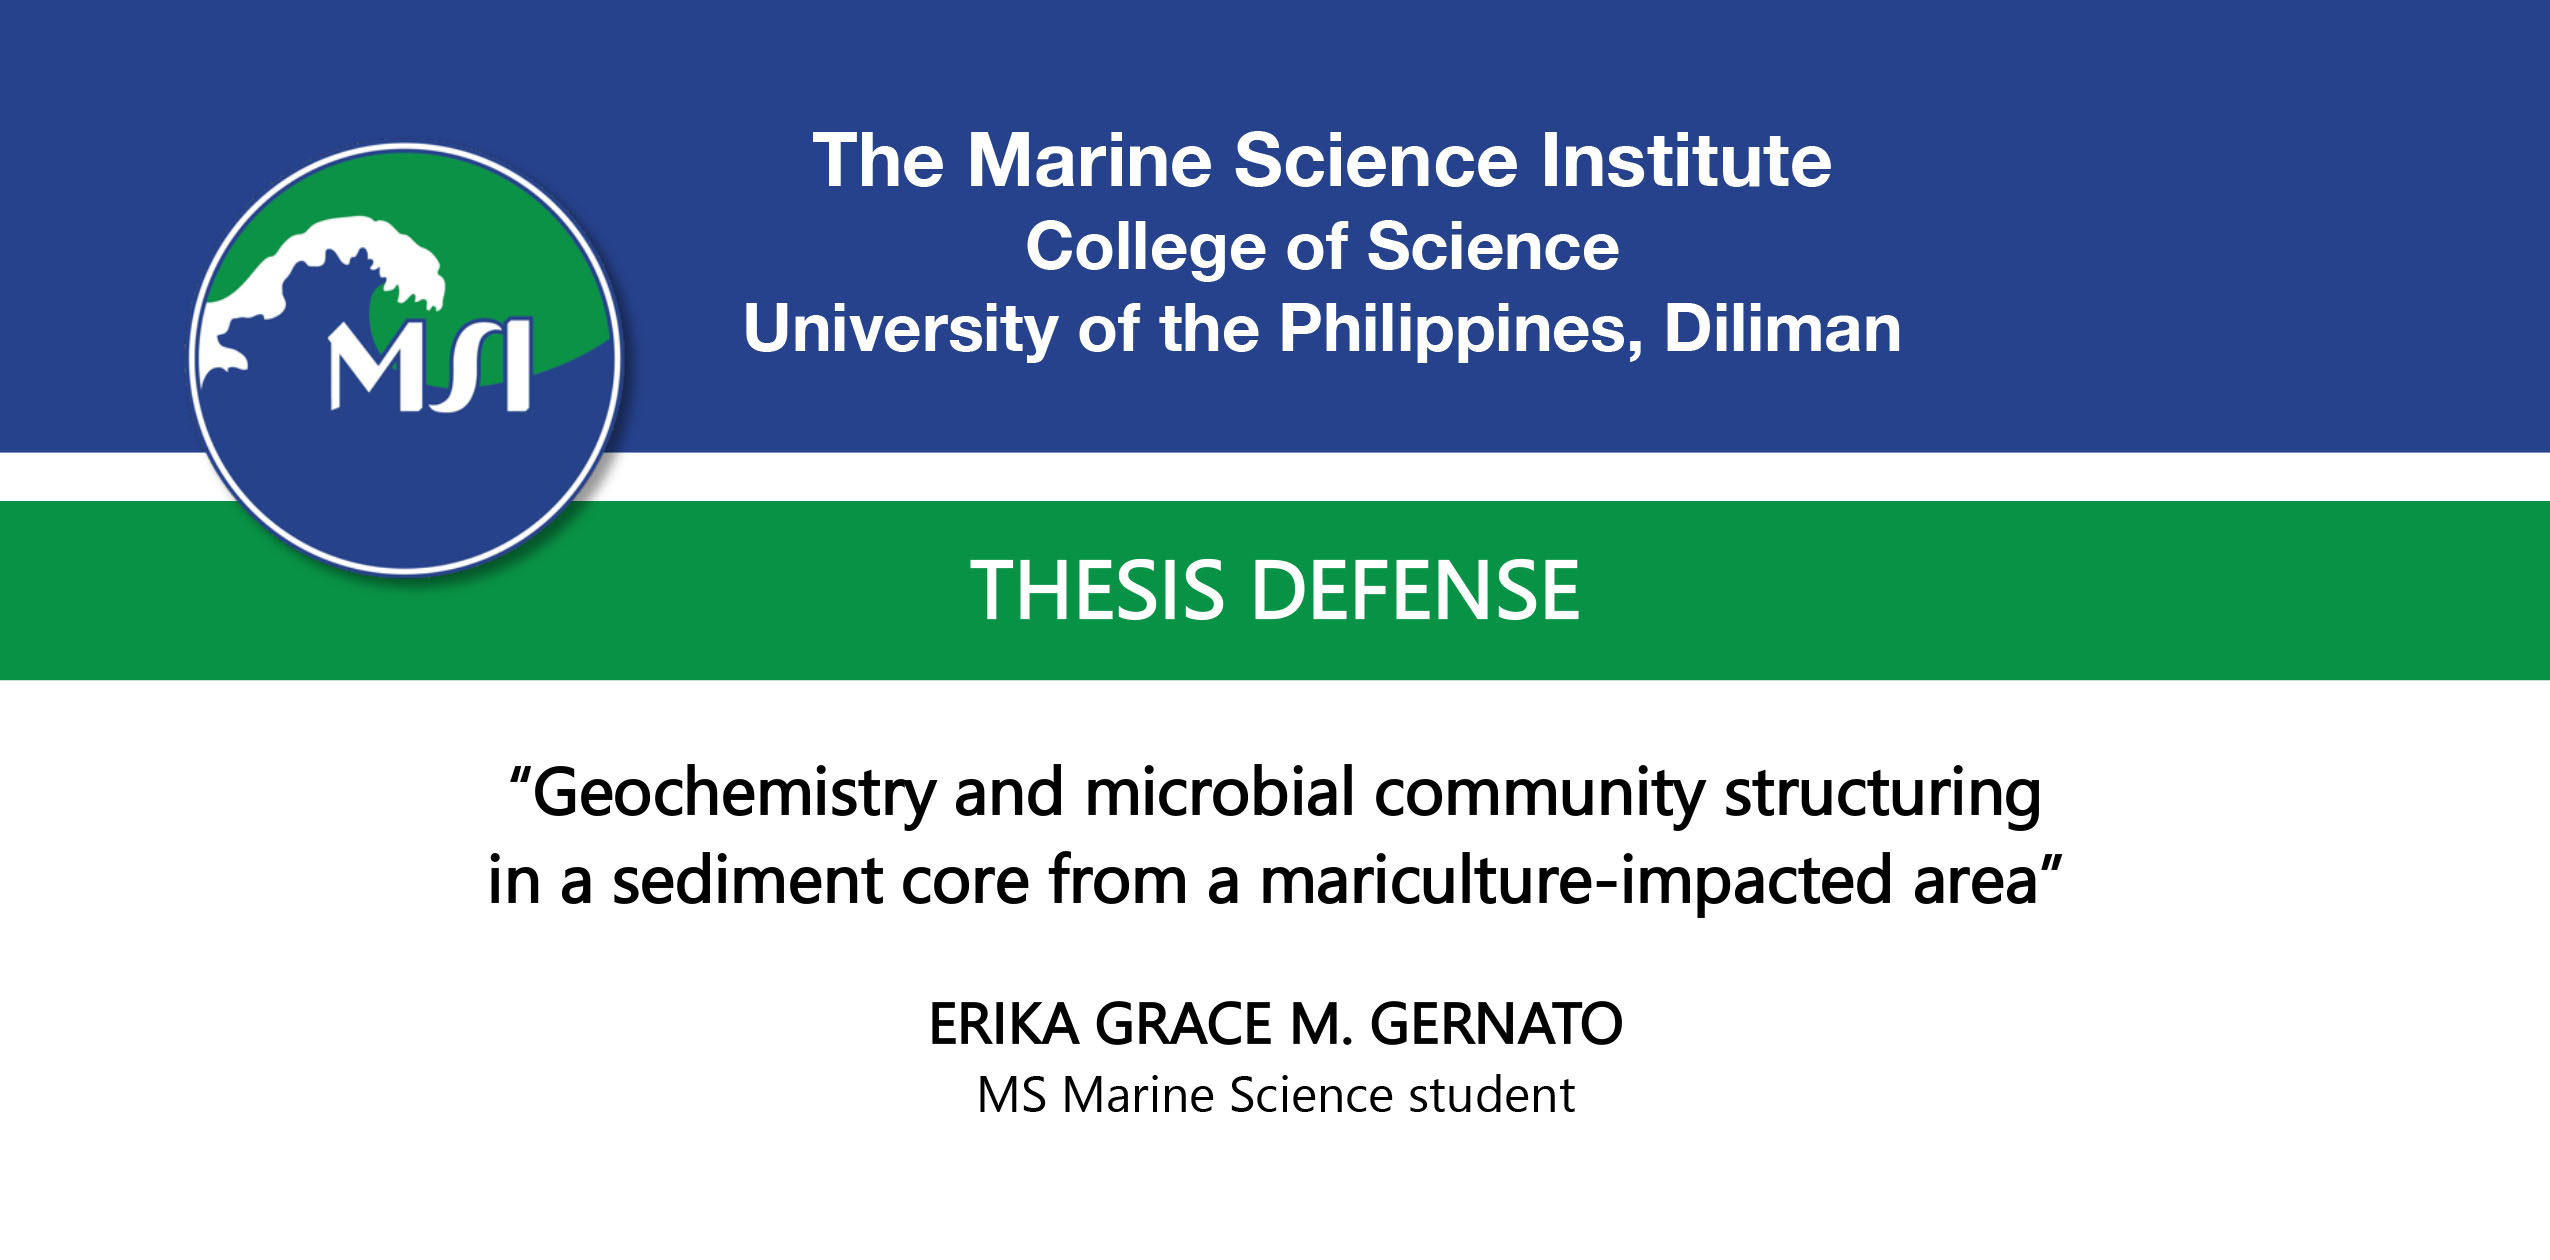 The Marine Science Institute
College of Science
University of the Philippines, Diliman
MSI
THESIS DEFENSE
“Geochemistry and microbial community structuring
in a sediment core from a mariculture-impacted area”
ERIKA GRACE M. GERNATO
MS Marine Science student